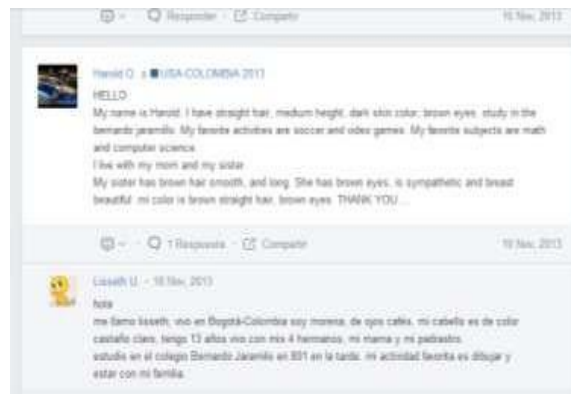 Responder · Compartir 15 Nov, 2013
Harold O. a USA-COLOMBIA 2013
HELLO
My name is Harold. I have straight hair, medium height, dark skin color, brown eyes, study in the
bernardo jaramillo. My favorite activities are soccer and video games. My favorite subjects are math
and computer science.
I live with my mom and my sister
My sister has brown hair smooth, and long. She has brown eyes, is sympathetic and breast
beautiful. mi color is brown straight hair, brown eyes. THANK YOU ...
1 Respuesta · Compartir Nov, 2013
Lisseth U. · Nov, 2013
hola
me llamo lisseth, vivo en Bogotá-Colombia soy morena, de ojos cafés, mi cabello es de color
castaño claro, tengo 13 años vivo con mis 4 hermanos, mi mama y mi padrastro.
estudio en el colegio Bernardo Jaramillo en 801 en la tarde. mi actividad favorita es dibujar y
estar con mi familia.